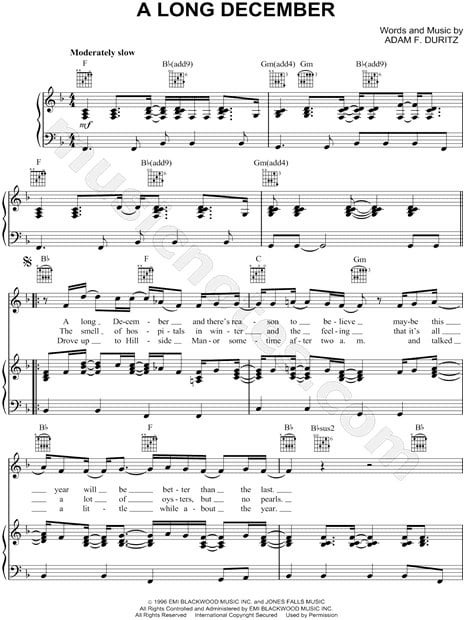 A LONG DECEMBER
Words and Music by
ADAM F. DURITZ
Moderately slow
F B♭(add9) Gm(add4) Gm
mf
F B♭(add9) Gm(add4)
B♭ F C Gm
A long De-cem-ber and there's rea-son to be-lieve may-be this
The smell of hos-pi-tals in win-ter and the feel-ing that it's all
Drove up to Hill-side Man-or some-time af-ter two a.m. and talked
B♭ F B♭sus2 B♭
year will be bet-ter than the last.
a lot of oys-ters, but no pearls.
a lit-tle while a-bout the year.
© 1996 EMI BLACKWOOD MUSIC INC. and JONES FALLS MUSIC
All Rights Controlled and Administered by EMI BLACKWOOD MUSIC INC.
All Rights Reserved International Copyright Secured Used by Permission
musicnotes.com